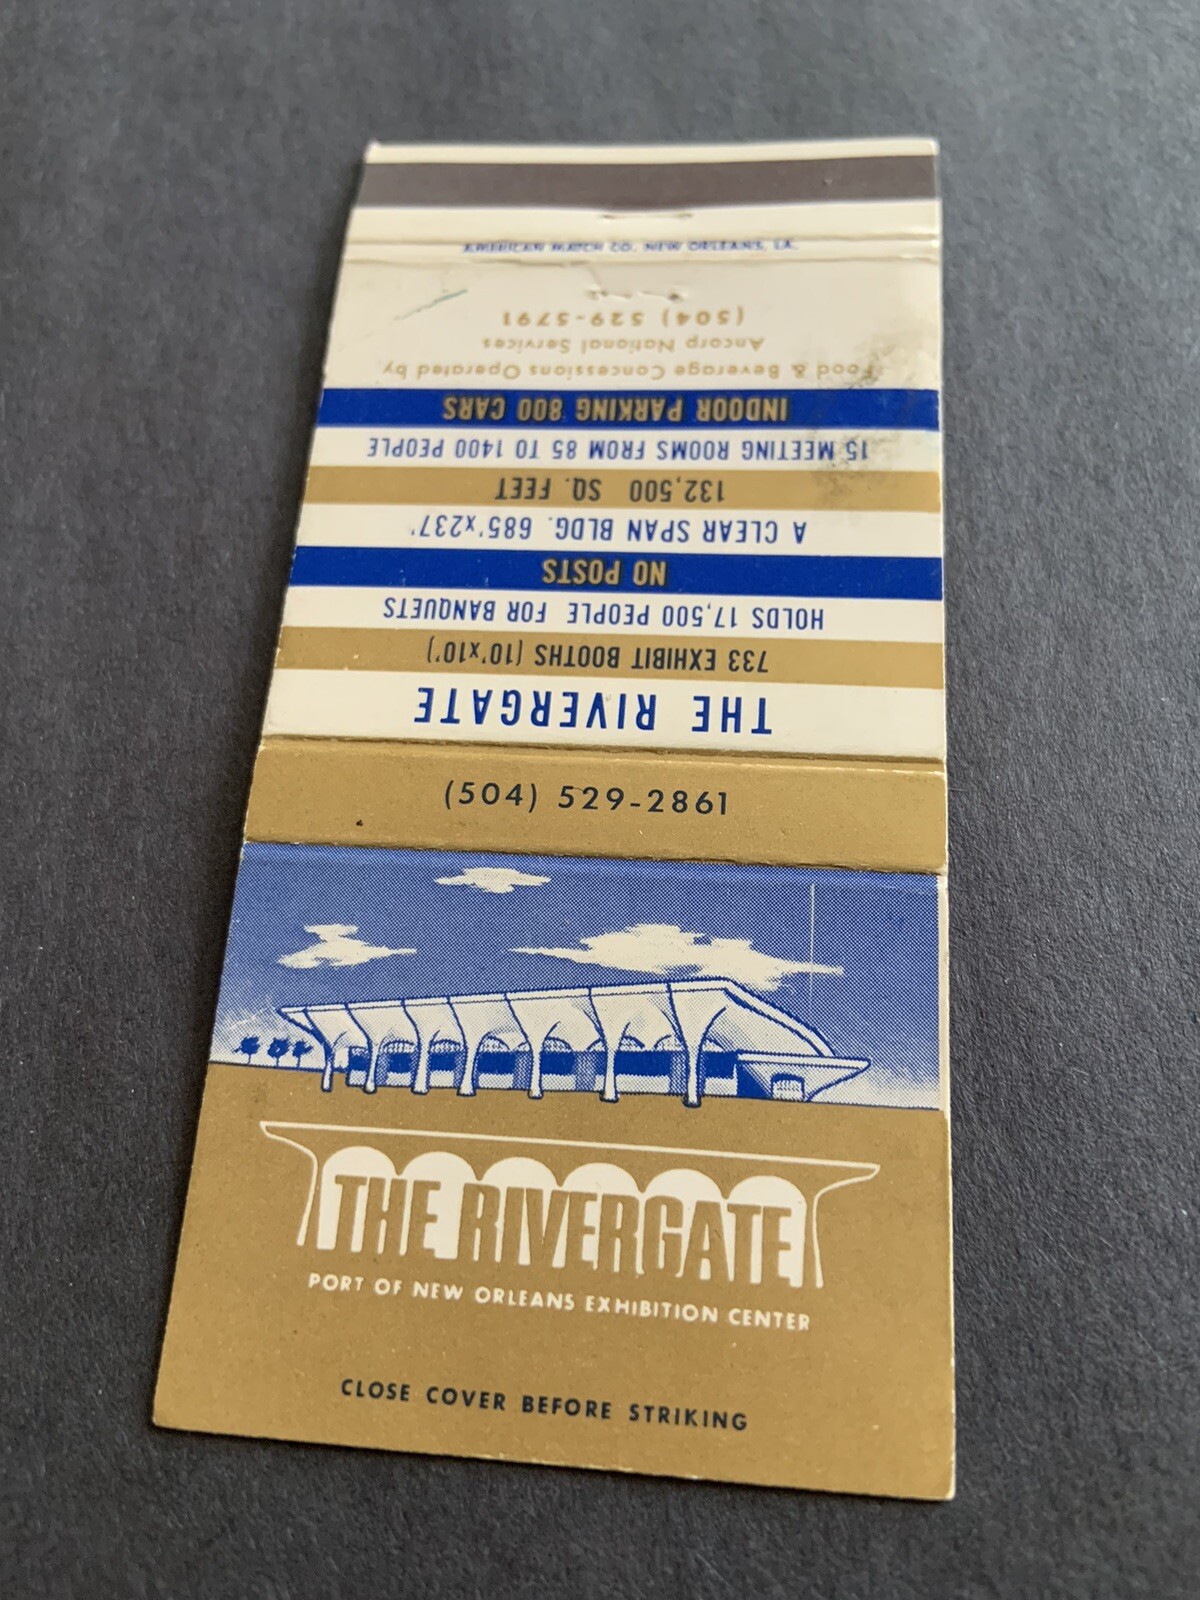 (504) 529-2861
THE RIVERGATE
PORT OF NEW ORLEANS EXHIBITION CENTER
CLOSE COVER BEFORE STRIKING
THE RIVERGATE
733 EXHIBIT BOOTHS (10'x10')
HOLDS 17,500 PEOPLE FOR BANQUETS
NO POSTS
A CLEAR SPAN BLDG. 685'x237'
132,500 SQ. FEET
15 MEETING ROOMS FROM 85 TO 1400 PEOPLE
INDOOR PARKING 800 CARS
Food & Beverage Concessions Operated by
Ancorp National Services
(504) 529-5791
AMERICAN MATCH CO. NEW ORLEANS, LA.